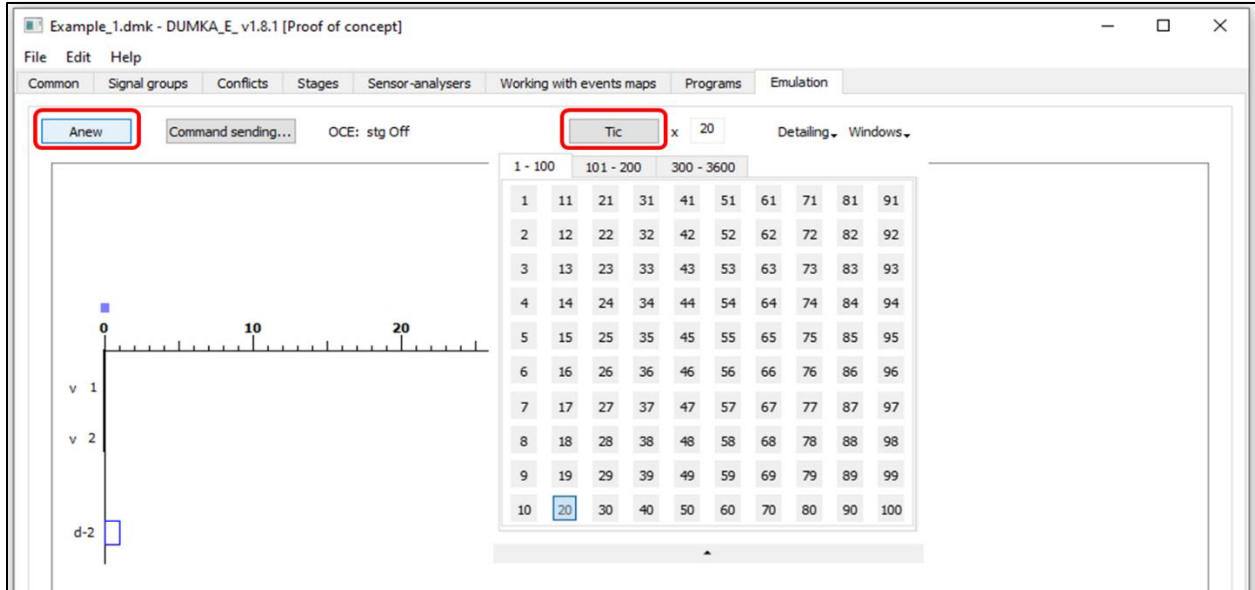 Example_1.dmk - DUMKA_E_ v1.8.1 [Proof of concept]
File Edit Help
Common Signal groups Conflicts Stages Sensor-analysers Working with events maps Programs Emulation
Anew Command sending... OCE: stg Off Tic x 20 Detailing Windows
1 - 100 101 - 200 300 - 3600
1 11 21 31 41 51 61 71 81 91
2 12 22 32 42 52 62 72 82 92
3 13 23 33 43 53 63 73 83 93
4 14 24 34 44 54 64 74 84 94
0 10 20
5 15 25 35 45 55 65 75 85 95
6 16 26 36 46 56 66 76 86 96
v 1
7 17 27 37 47 57 67 77 87 97
v 2
8 18 28 38 48 58 68 78 88 98
9 19 29 39 49 59 69 79 89 99
10 20 30 40 50 60 70 80 90 100
d-2